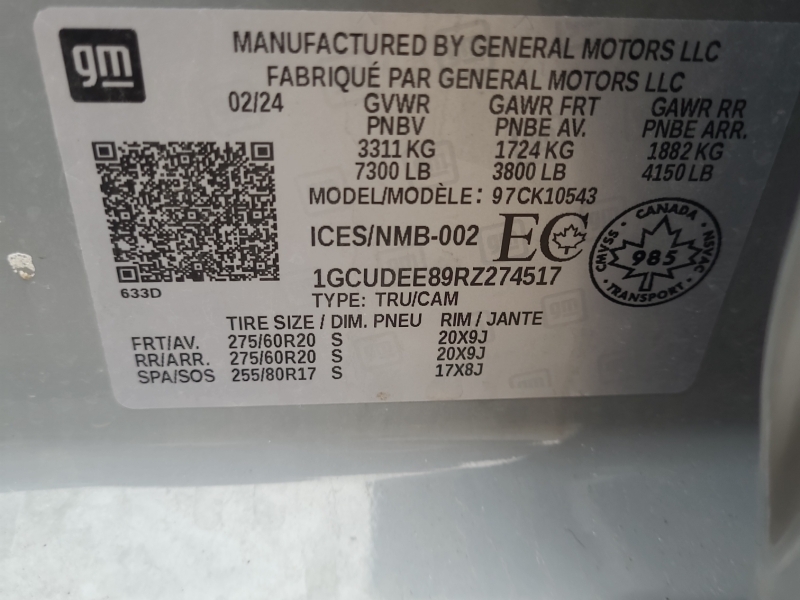 gm
MANUFACTURED BY GENERAL MOTORS LLC
FABRIQUÉ PAR GENERAL MOTORS LLC
02/24 GVWR GAWR FRT GAWR RR
PNBV PNBE AV. PNBE ARR.
3311 KG 1724 KG 1882 KG
7300 LB 3800 LB 4150 LB
MODEL/MODÈLE: 97CK10543
ICES/NMB-002 EC
CANADA
CMVSS 985 NSVAC
TRANSPORT
1GCUDEE89RZ274517
633D
TYPE: TRU/CAM
TIRE SIZE / DIM. PNEU RIM / JANTE
FRT/AV. 275/60R20 S 20X9J
RR/ARR. 275/60R20 S 20X9J
SPA/SOS 255/80R17 S 17X8J